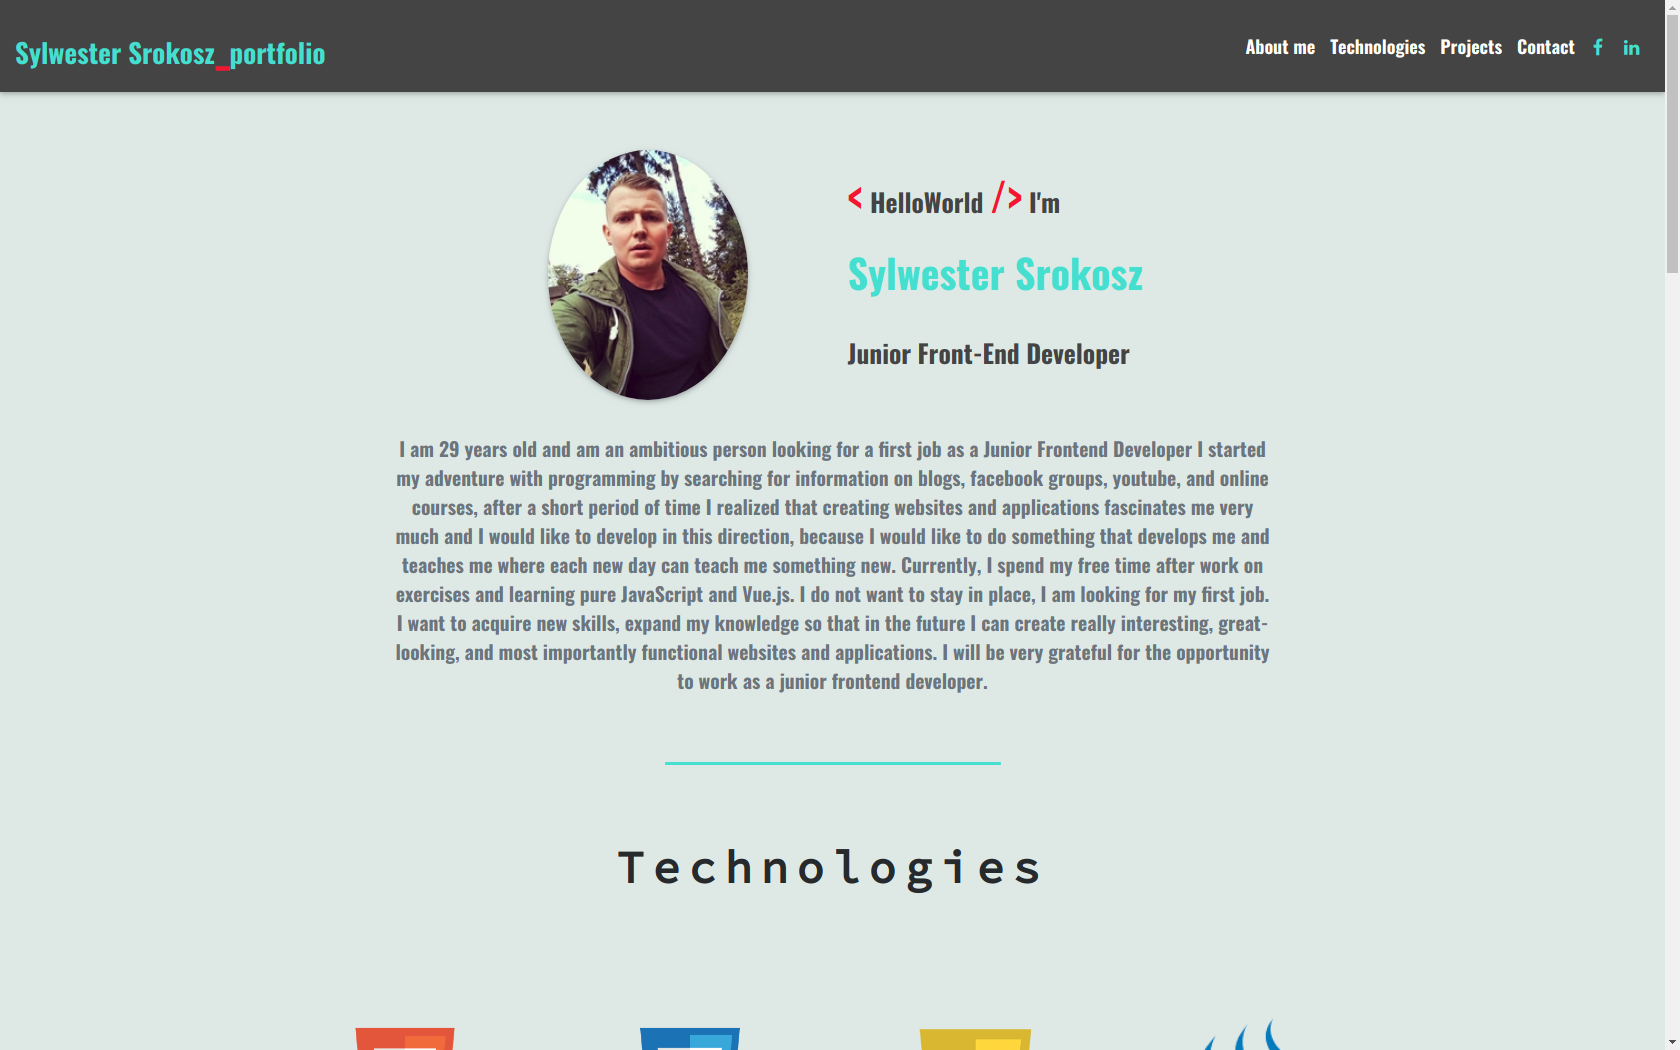 Sylwester Srokosz_portfolio
About me Technologies Projects Contact f in
< HelloWorld /> I'm
Sylwester Srokosz
Junior Front-End Developer
I am 29 years old and am an ambitious person looking for a first job as a Junior Frontend Developer I started
my adventure with programming by searching for information on blogs, facebook groups, youtube, and online
courses, after a short period of time I realized that creating websites and applications fascinates me very
much and I would like to develop in this direction, because I would like to do something that develops me and
teaches me where each new day can teach me something new. Currently, I spend my free time after work on
exercises and learning pure JavaScript and Vue.js. I do not want to stay in place, I am looking for my first job.
I want to acquire new skills, expand my knowledge so that in the future I can create really interesting, great-
looking, and most importantly functional websites and applications. I will be very grateful for the opportunity
to work as a junior frontend developer.
Technologies